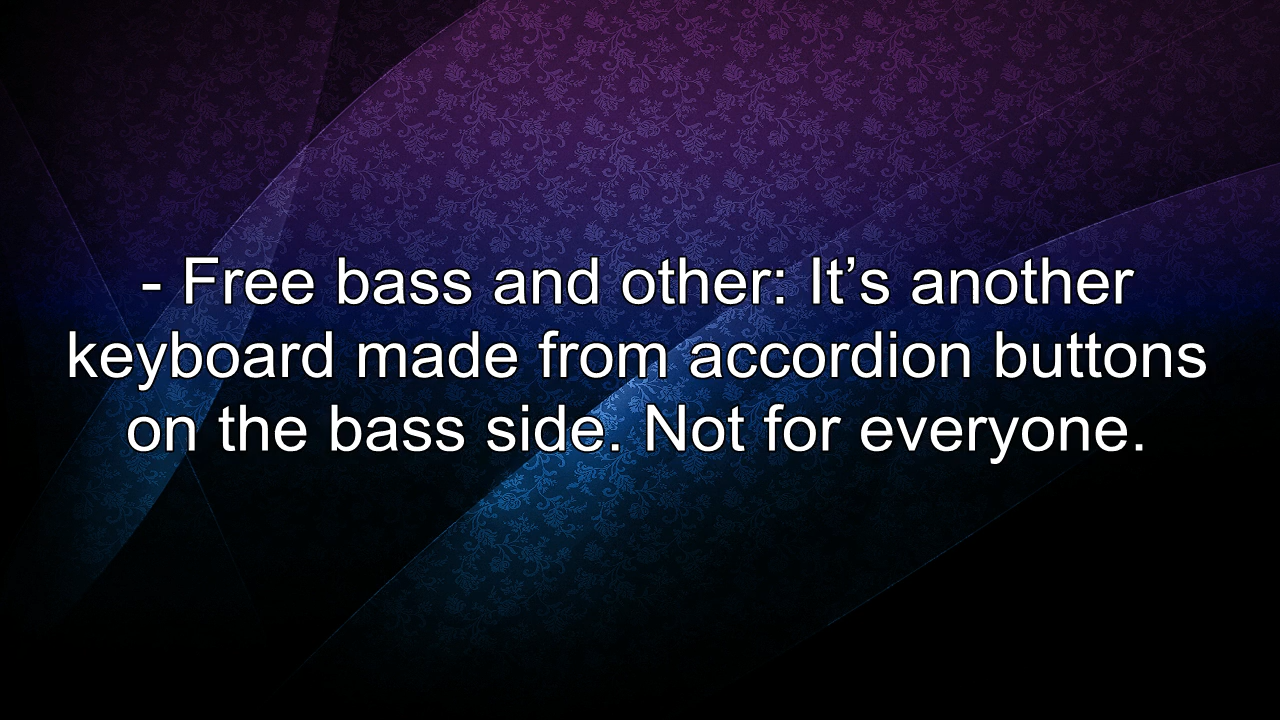 - Free bass and other: It’s another
keyboard made from accordion buttons
on the bass side. Not for everyone.